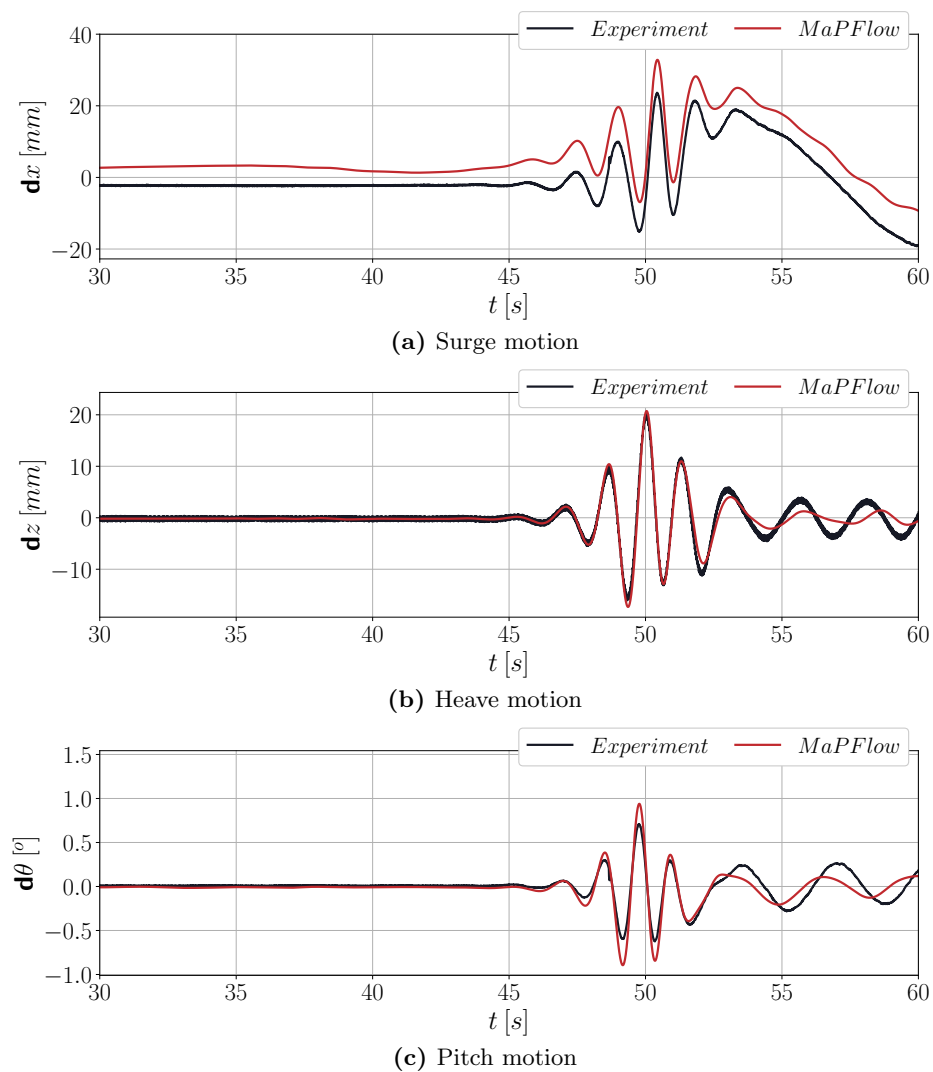 Experiment MaPFlow
40
20
0
−20
dx [mm]
30 35 40 45 50 55 60
t [s]
(a) Surge motion
Experiment MaPFlow
20
10
0
−10
dz [mm]
30 35 40 45 50 55 60
t [s]
(b) Heave motion
Experiment MaPFlow
1.5
1.0
0.5
0.0
−0.5
−1.0
dθ [º]
30 35 40 45 50 55 60
t [s]
(c) Pitch motion